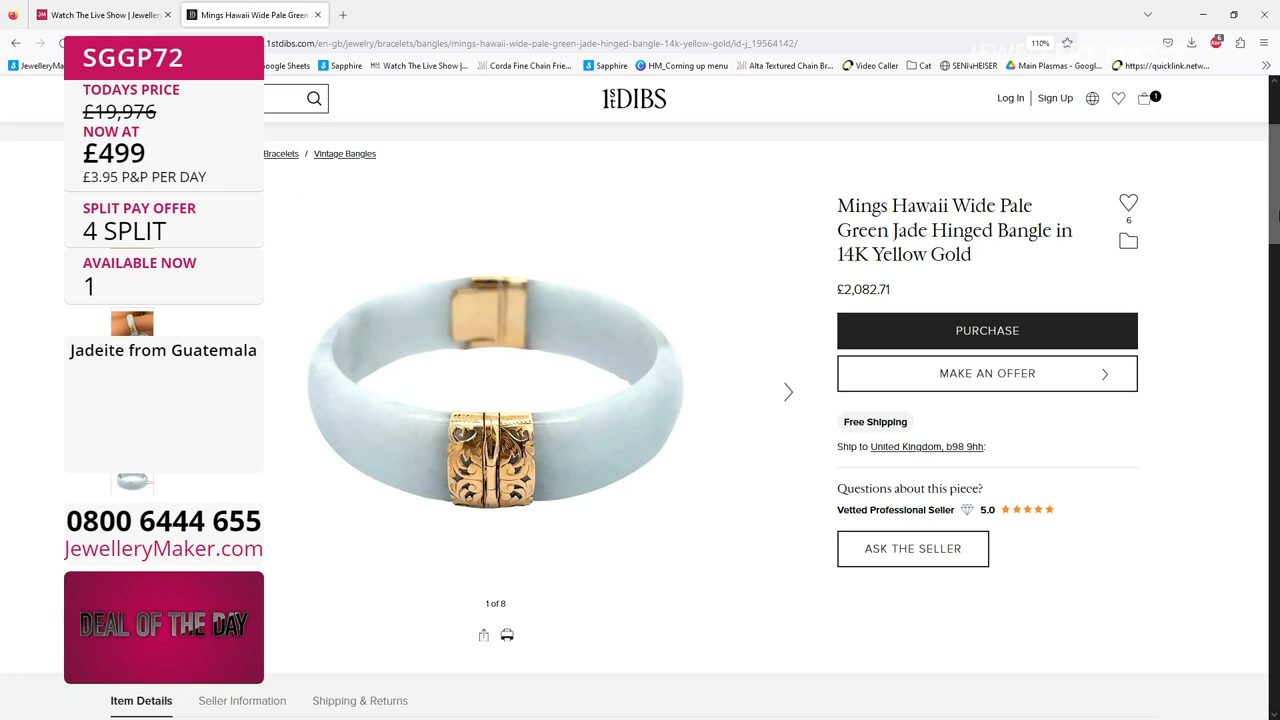 Watch The Live Show | Jeweller
Mings Hawaii Wide Pale Green
1stdibs.com/en-gb/jewelry/bracelets/bangles/mings-hawaii-wide-pale-green-jade-hinged-bangle-14k-yellow-gold/id-j_19564142/
110%
6
JewelleryMa
ogle Sheets
Sapphire
Watch The Live Show |...
Corda Fine Chain Frie...
Sapphire
HM_Coming up menu
Alta Textured Chain Br...
Video Caller
Cat
SENNHEISER
Main Plasmas - Googl...
https://quicklink.netw...
SGGP72
TODAYS PRICE
£19,976
NOW AT
£499
£3.95 P&P PER DAY
SPLIT PAY OFFER
4 SPLIT
AVAILABLE NOW
1
Jadeite from Guatemala
0800 6444 655
JewelleryMaker.com
DEAL OF THE DAY
1STDIBS
Log In
Sign Up
1
Bracelets / Vintage Bangles
Mings Hawaii Wide Pale
Green Jade Hinged Bangle in
14K Yellow Gold
6
£2,082.71
PURCHASE
MAKE AN OFFER
Free Shipping
Ship to United Kingdom, b98 9hh:
Questions about this piece?
Vetted Professional Seller 5.0
ASK THE SELLER
1 of 8
Item Details
Seller Information
Shipping & Returns